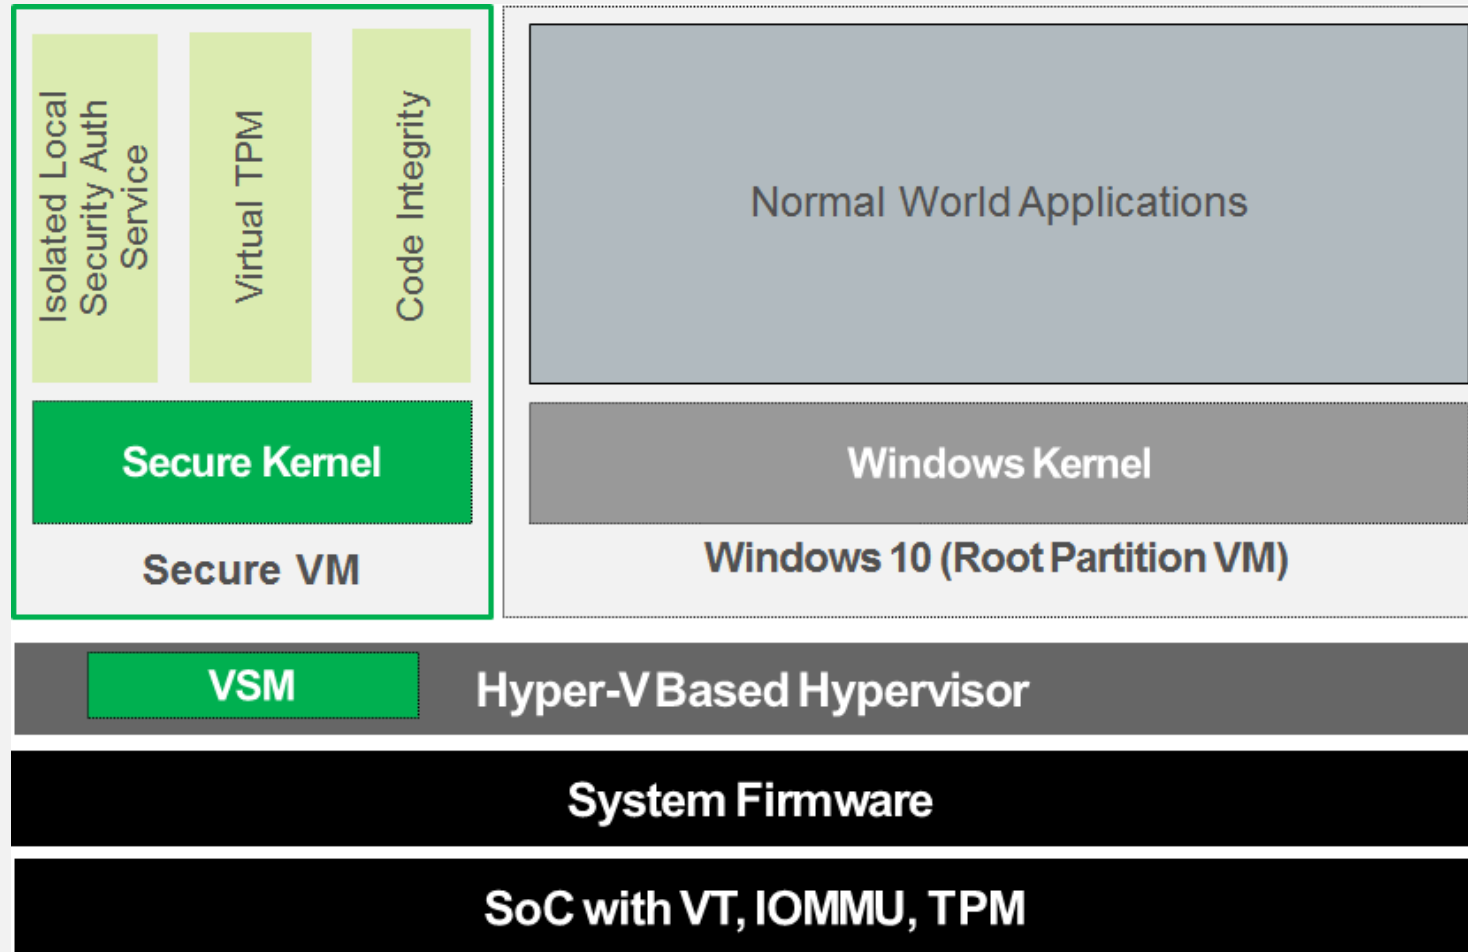 Isolated Local
Security Auth
Service
Virtual TPM
Code Integrity
Normal World Applications
Secure Kernel
Windows Kernel
Secure VM
Windows 10 (Root Partition VM)
VSM
Hyper-V Based Hypervisor
System Firmware
SoC with VT, IOMMU, TPM